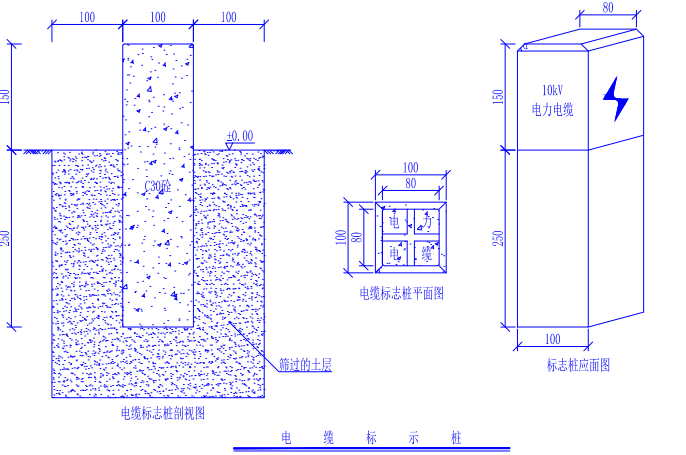 100 100 100
80
150
150
10kV
电力电缆
±0.00
C30砼
100
80
100
80
电 力
电 缆
250
250
电缆标志桩平面图
100
筛过的土层
标志桩应面图
电缆标志桩剖视图
电 缆 标 示 桩